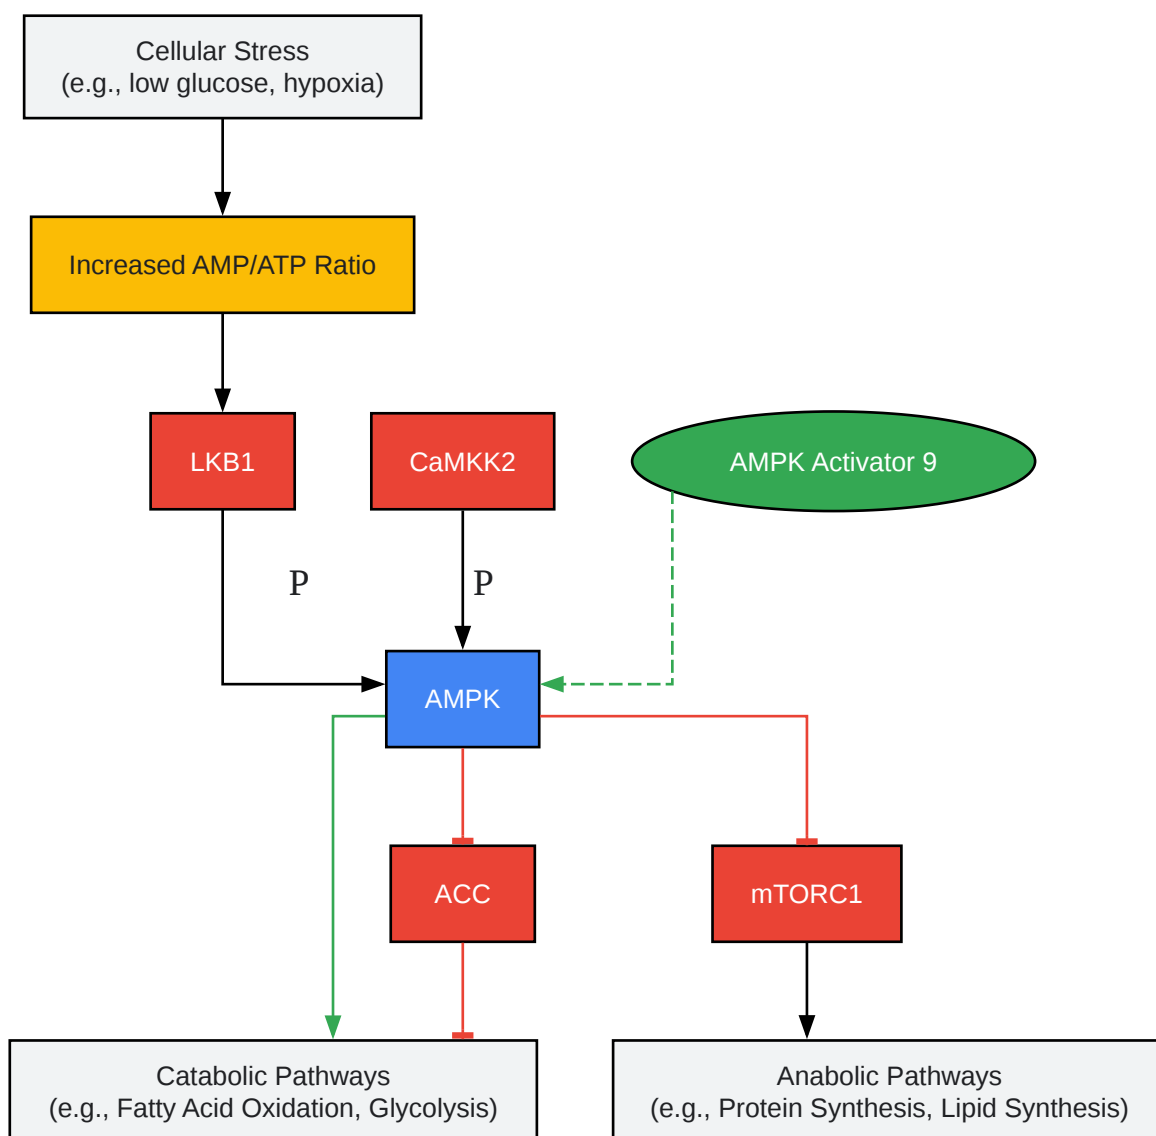 Cellular Stress
(e.g., low glucose, hypoxia)
Increased AMP/ATP Ratio
LKB1
CaMKK2
AMPK Activator 9
P
P
AMPK
ACC
mTORC1
Catabolic Pathways
(e.g., Fatty Acid Oxidation, Glycolysis)
Anabolic Pathways
(e.g., Protein Synthesis, Lipid Synthesis)